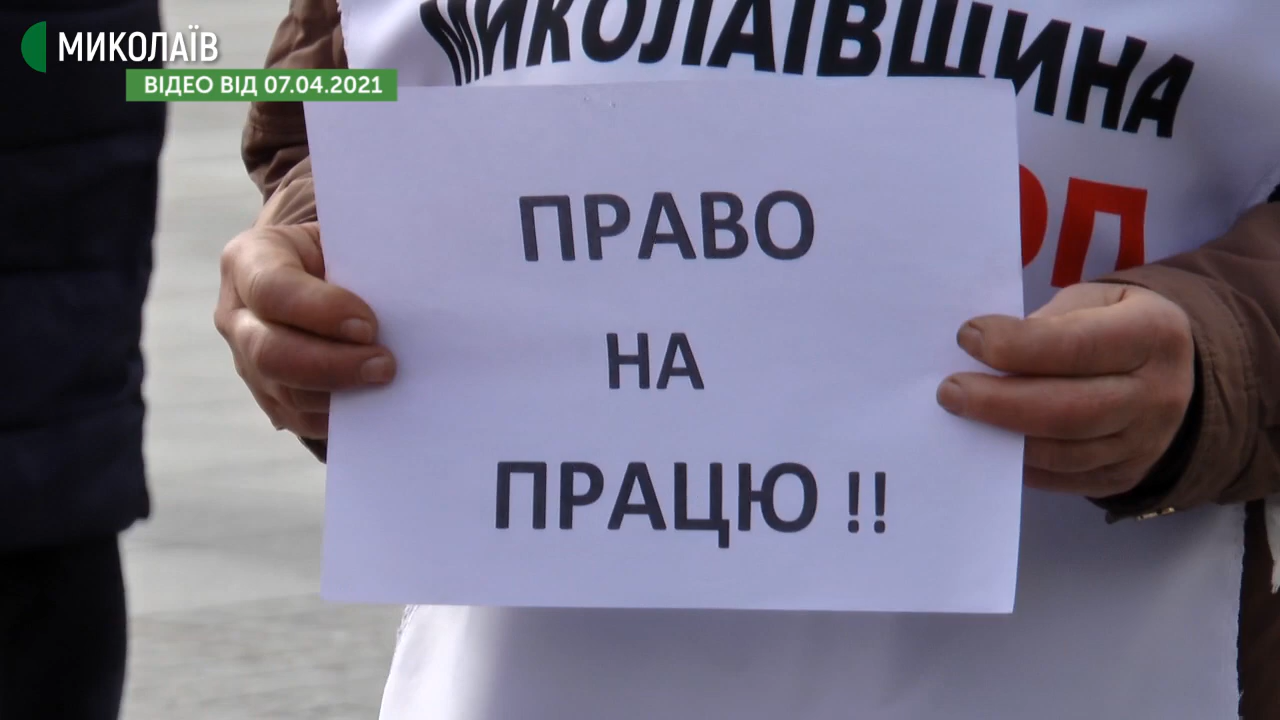 МИКОЛАЇВ
ВІДЕО ВІД 07.04.2021
МИКОЛАЇВЩИНА
ПРАВО
НА
ПРАЦЮ !!